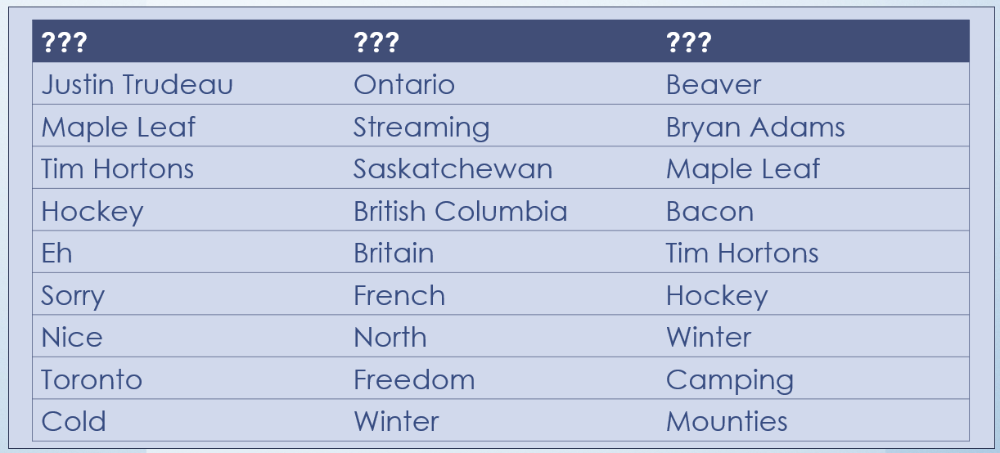 ??? ??? ???
Justin Trudeau Ontario Beaver
Maple Leaf Streaming Bryan Adams
Tim Hortons Saskatchewan Maple Leaf
Hockey British Columbia Bacon
Eh Britain Tim Hortons
Sorry French Hockey
Nice North Winter
Toronto Freedom Camping
Cold Winter Mounties